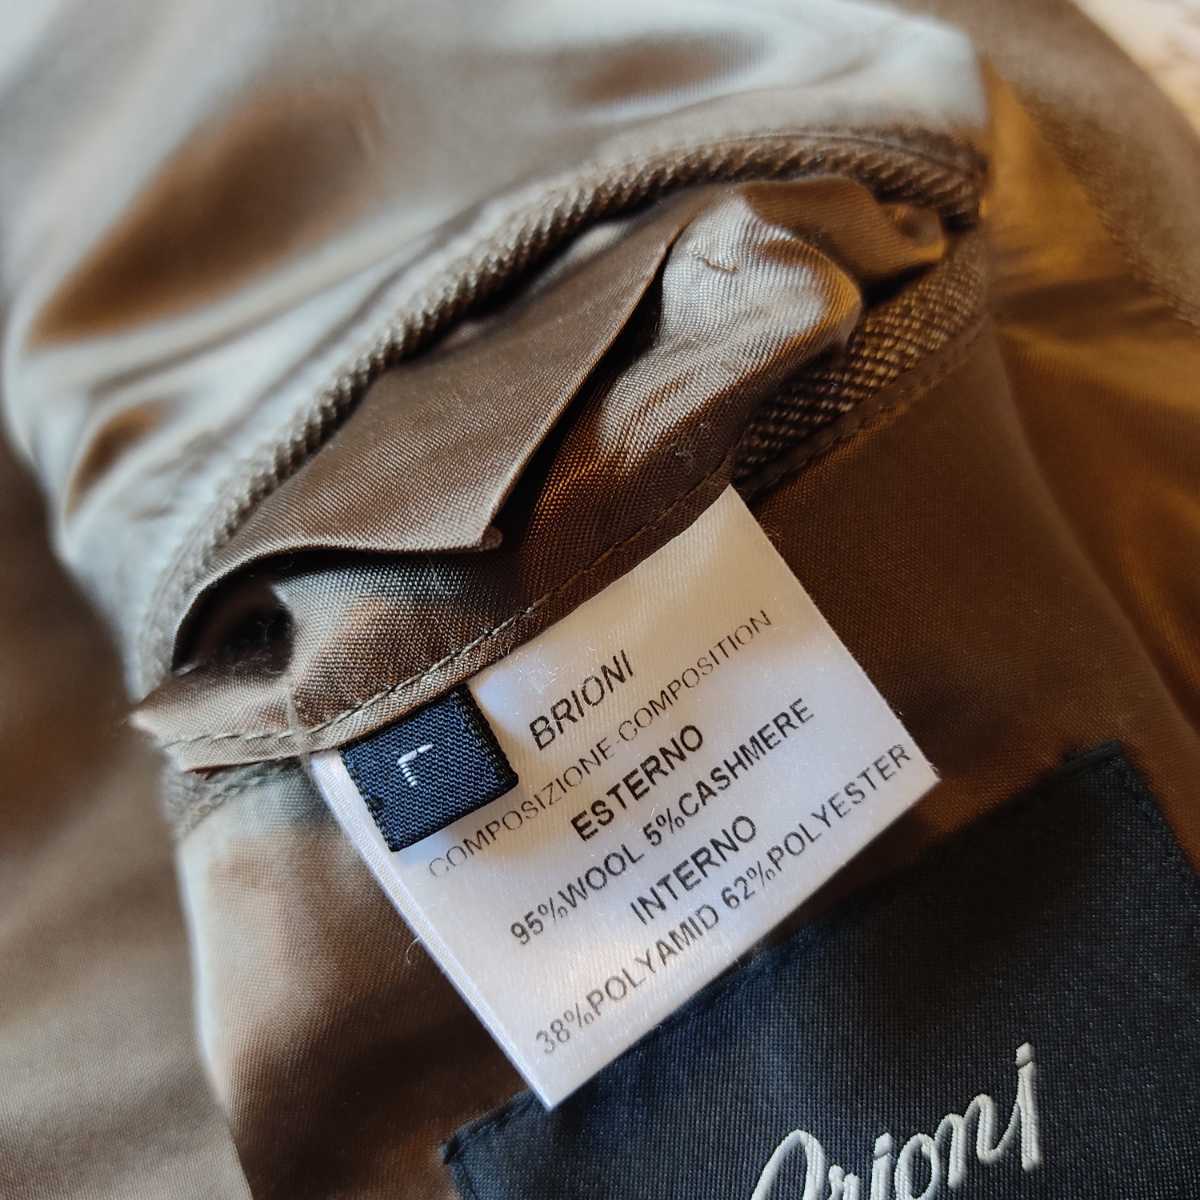 BRIONI
COMPOSIZIONE-COMPOSITION
ESTERNO
95%WOOL 5%CASHMERE
INTERNO
38%POLYAMID 62%POLYESTER
L
Brioni